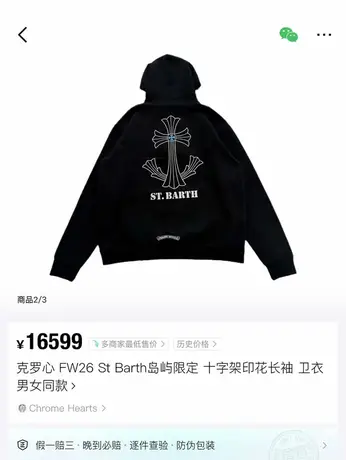 ST. BARTH
CHROME HEARTS
商品2/3
¥16599
多商家最低售价 >
历史价格 >
克罗心 FW26 St Barth岛屿限定 十字架印花长袖 卫衣
男女同款 >
Chrome Hearts >
假一赔三 · 晚到必赔 · 逐件查验 · 防伪包装